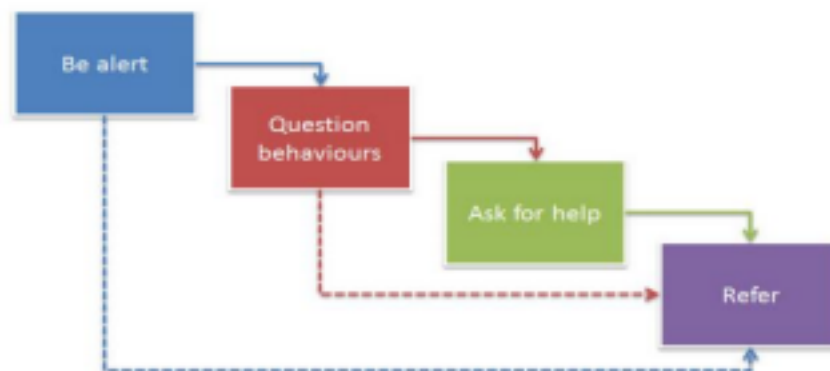 Be alert
Question
behaviours
Ask for help
Refer